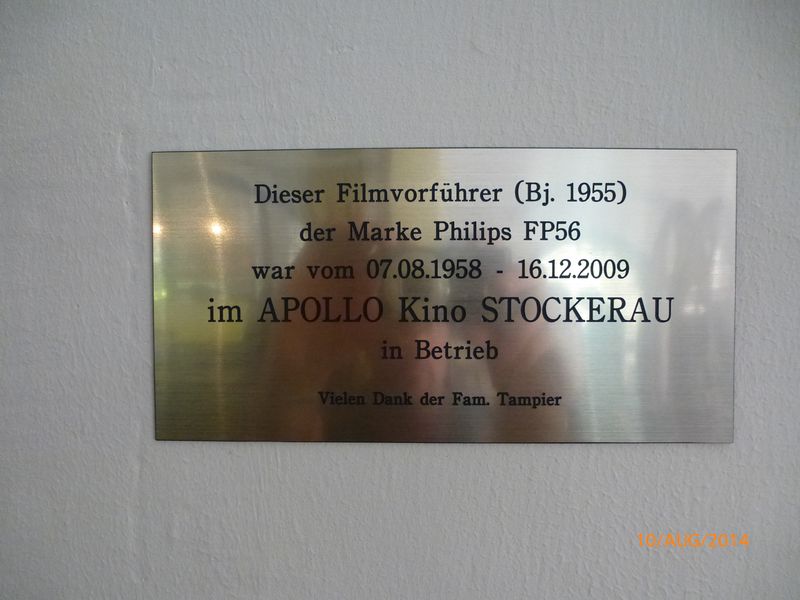 Dieser Filmvorführer (Bj. 1955)
der Marke Philips FP56
war vom 07.08.1958 - 16.12.2009
im APOLLO Kino STOCKERAU
in Betrieb
Vielen Dank der Fam. Tampier
10/AUG/2014